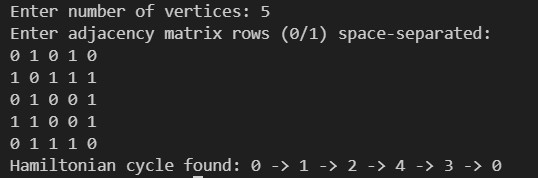 Enter number of vertices: 5
Enter adjacency matrix rows (0/1) space-separated:
0 1 0 1 0
1 0 1 1 1
0 1 0 0 1
1 1 0 0 1
0 1 1 1 0
Hamiltonian cycle found: 0 -> 1 -> 2 -> 4 -> 3 -> 0